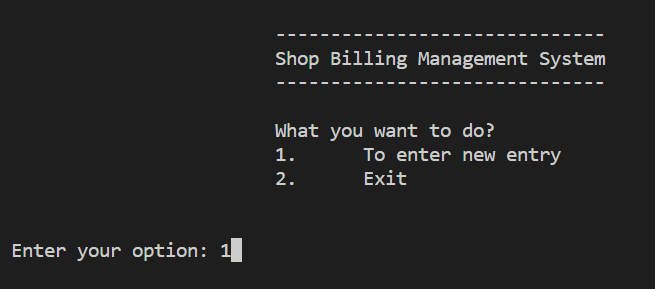 ------------------------------
Shop Billing Management System
------------------------------
What you want to do?
1. To enter new entry
2. Exit
Enter your option: 1